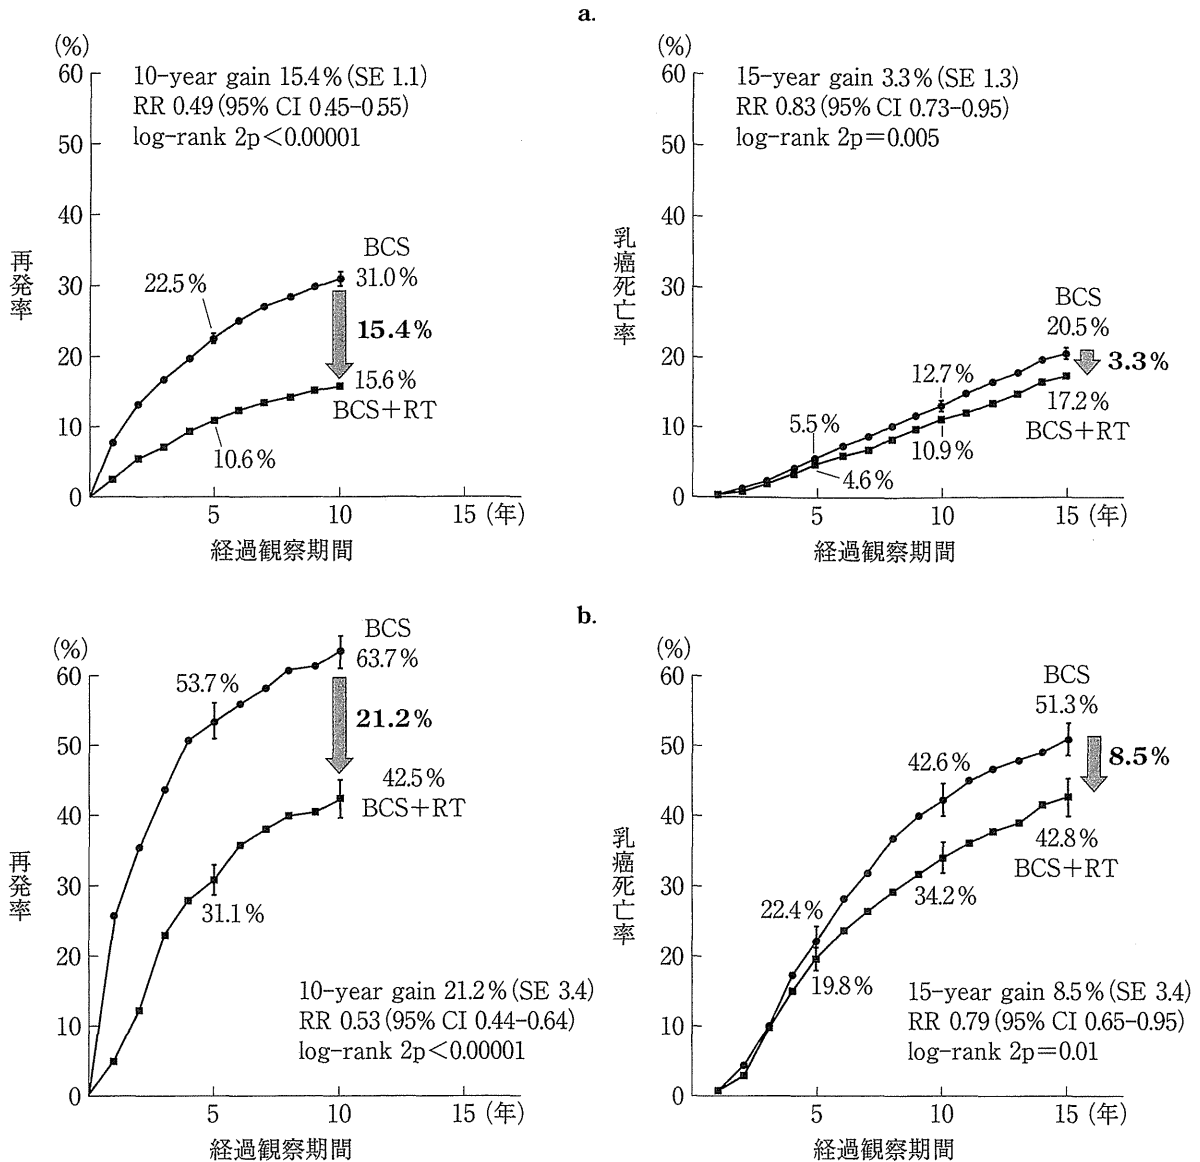 a.
(%)
60
50
40
30
20
10
0
再発率
10-year gain 15.4%(SE 1.1)
RR 0.49(95% CI 0.45-0.55)
log-rank 2p<0.00001
22.5%
BCS
31.0%
15.4%
15.6%
BCS+RT
10.6%
5
10
15 (年)
経過観察期間
(%)
60
50
40
30
20
10
0
乳癌死亡率
15-year gain 3.3%(SE 1.3)
RR 0.83(95% CI 0.73-0.95)
log-rank 2p=0.005
BCS
20.5%
3.3%
12.7%
17.2%
BCS+RT
5.5%
10.9%
4.6%
5
10
15 (年)
経過観察期間
b.
(%)
60
50
40
30
20
10
0
再発率
BCS
63.7%
53.7%
21.2%
42.5%
BCS+RT
31.1%
10-year gain 21.2%(SE 3.4)
RR 0.53(95% CI 0.44-0.64)
log-rank 2p<0.00001
5
10
15 (年)
経過観察期間
(%)
60
50
40
30
20
10
0
乳癌死亡率
BCS
51.3%
8.5%
42.6%
42.8%
BCS+RT
34.2%
22.4%
19.8%
15-year gain 8.5%(SE 3.4)
RR 0.79(95% CI 0.65-0.95)
log-rank 2p=0.01
5
10
15 (年)
経過観察期間